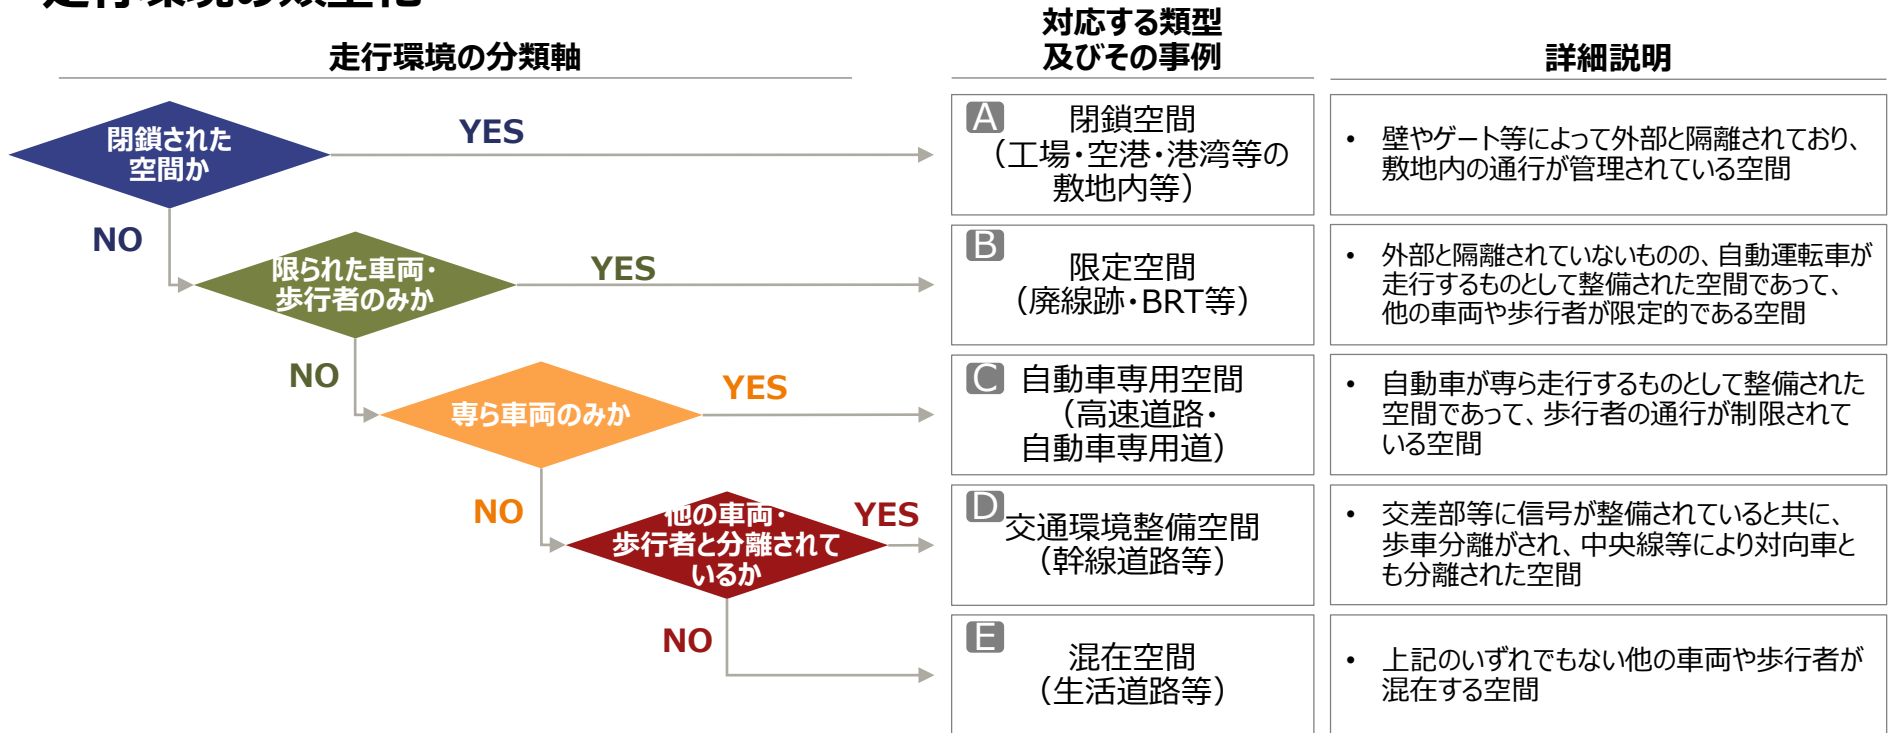 走行環境の類型化
走行環境の分類軸
対応する類型
及びその事例
詳細説明
閉鎖された
空間か
YES
NO
A
閉鎖空間
（工場・空港・港湾等の
敷地内等）
• 壁やゲート等によって外部と隔離されており、
敷地内の通行が管理されている空間
限られた車両・
歩行者のみか
YES
NO
B
限定空間
（廃線跡・BRT等）
• 外部と隔離されていないものの、自動運転車が
走行するものとして整備された空間であって、
他の車両や歩行者が限定的である空間
専ら車両のみか
YES
NO
C
自動車専用空間
（高速道路・
自動車専用道）
• 自動車が専ら走行するものとして整備された
空間であって、歩行者の通行が制限されて
いる空間
他の車両・
歩行者と分離されて
いるか
YES
NO
D
交通環境整備空間
（幹線道路等）
• 交差部等に信号が整備されていると共に、
歩車分離がされ、中央線等により対向車と
も分離された空間
E
混在空間
（生活道路等）
• 上記のいずれでもない他の車両や歩行者が
混在する空間